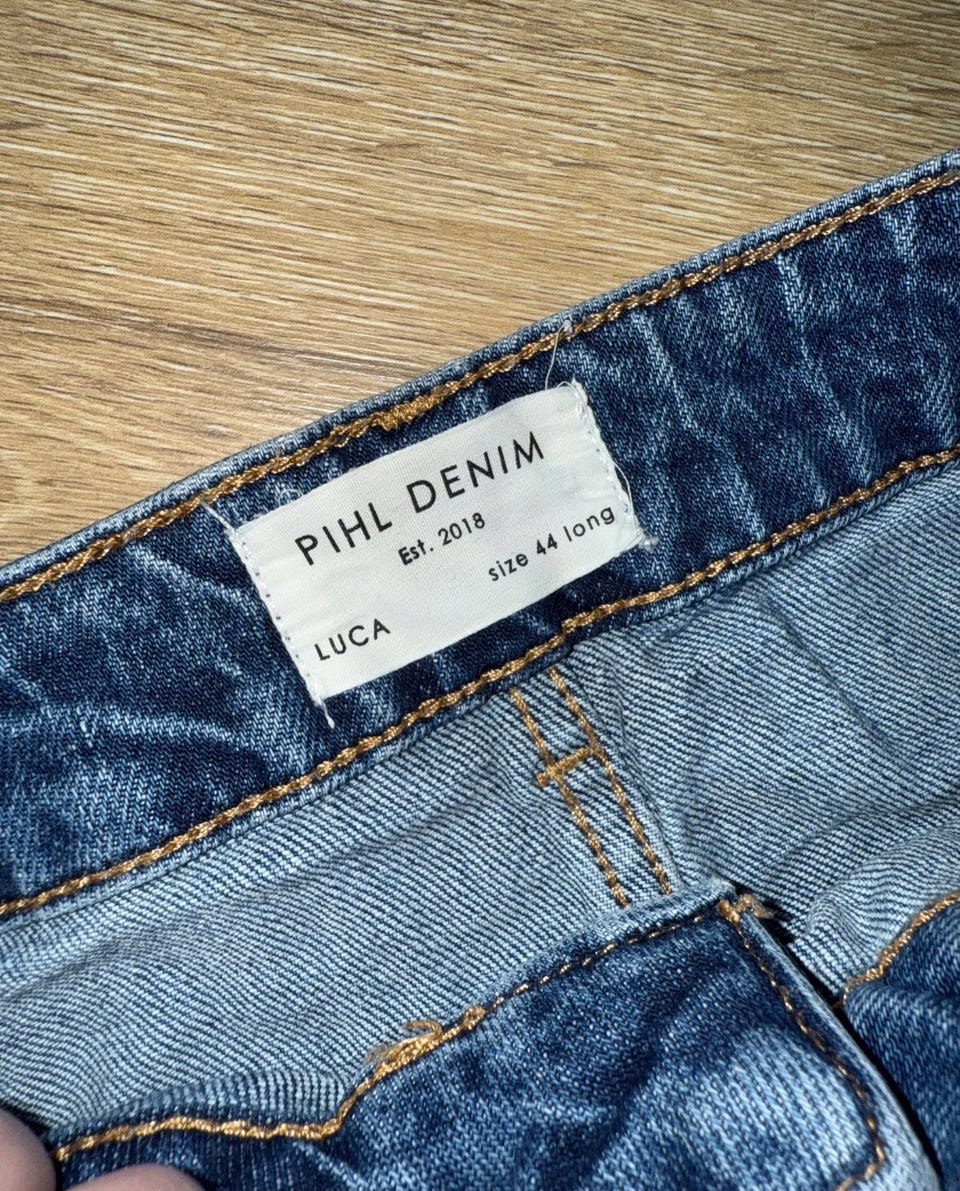 PIHL DENIM
Est. 2018
size 44 long
LUCA